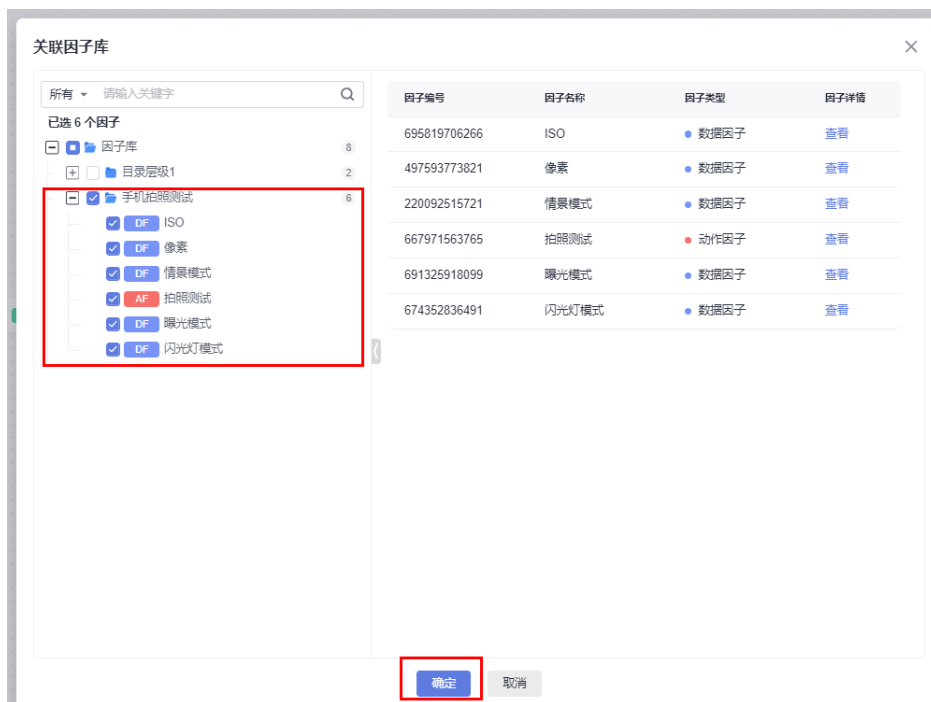 关联因子库
所有 请输入关键字
已选 6 个因子
因子库 8
目录层级1 2
手机拍照测试 6
DF ISO
DF 像素
DF 情景模式
AF 拍照测试
DF 曝光模式
DF 闪光灯模式
因子编号 因子名称 因子类型 因子详情
695819706266 ISO 数据因子 查看
497593773821 像素 数据因子 查看
220092515721 情景模式 数据因子 查看
667971563765 拍照测试 动作因子 查看
691325918099 曝光模式 数据因子 查看
674352836491 闪光灯模式 数据因子 查看
确定 取消